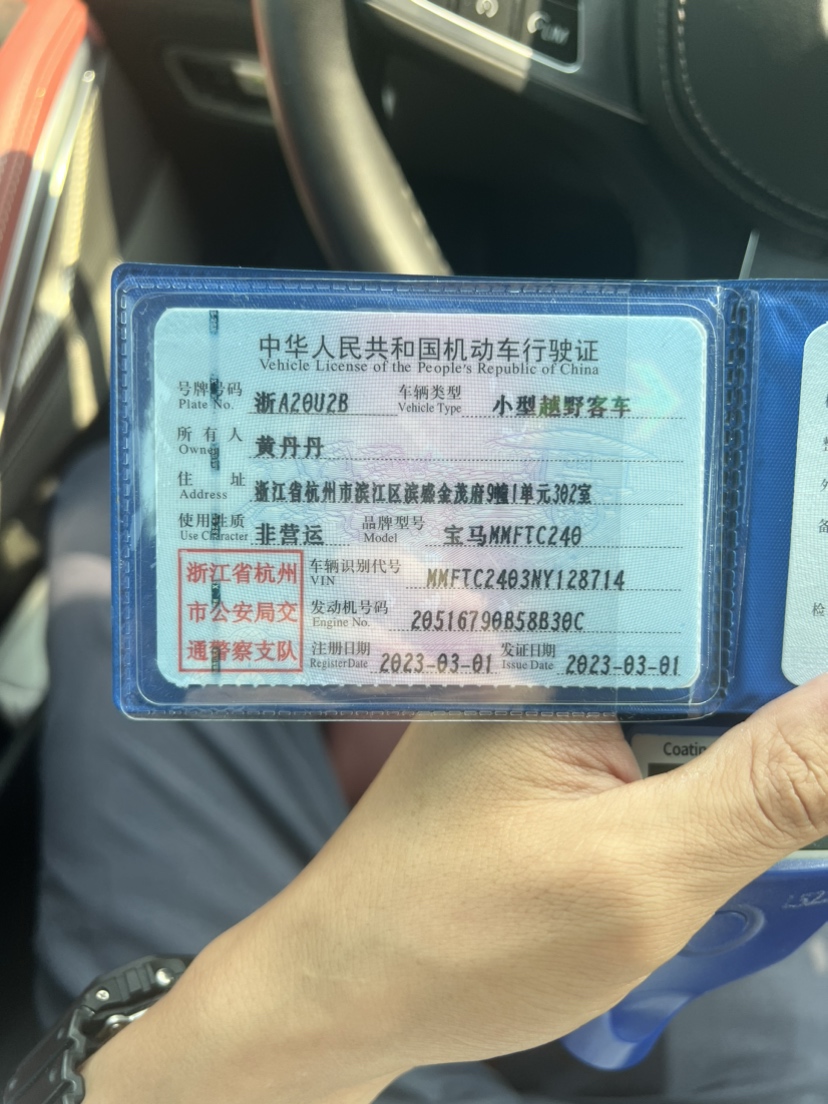 中华人民共和国机动车行驶证
Vehicle License of the People's Republic of China
号牌号码 Plate No. 浙A20U2B 车辆类型 Vehicle Type 小型越野客车
所有人 Owner 黄丹丹
住址 Address 浙江省杭州市滨江区滨盛金茂府9幢1单元302室
使用性质 Use Character 非营运 品牌型号 Model 宝马MMFTC240
浙江省杭州
市公安局交
通警察支队
车辆识别代号 VIN MMFTC2403NY128714
发动机号码 Engine No. 20516790B58B30C
注册日期 Register Date 2023-03-01 发证日期 Issue Date 2023-03-01
检
Coatin